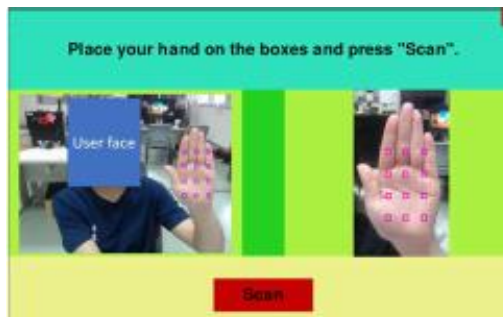 Place your hand on the boxes and press "Scan".
User face
Scan